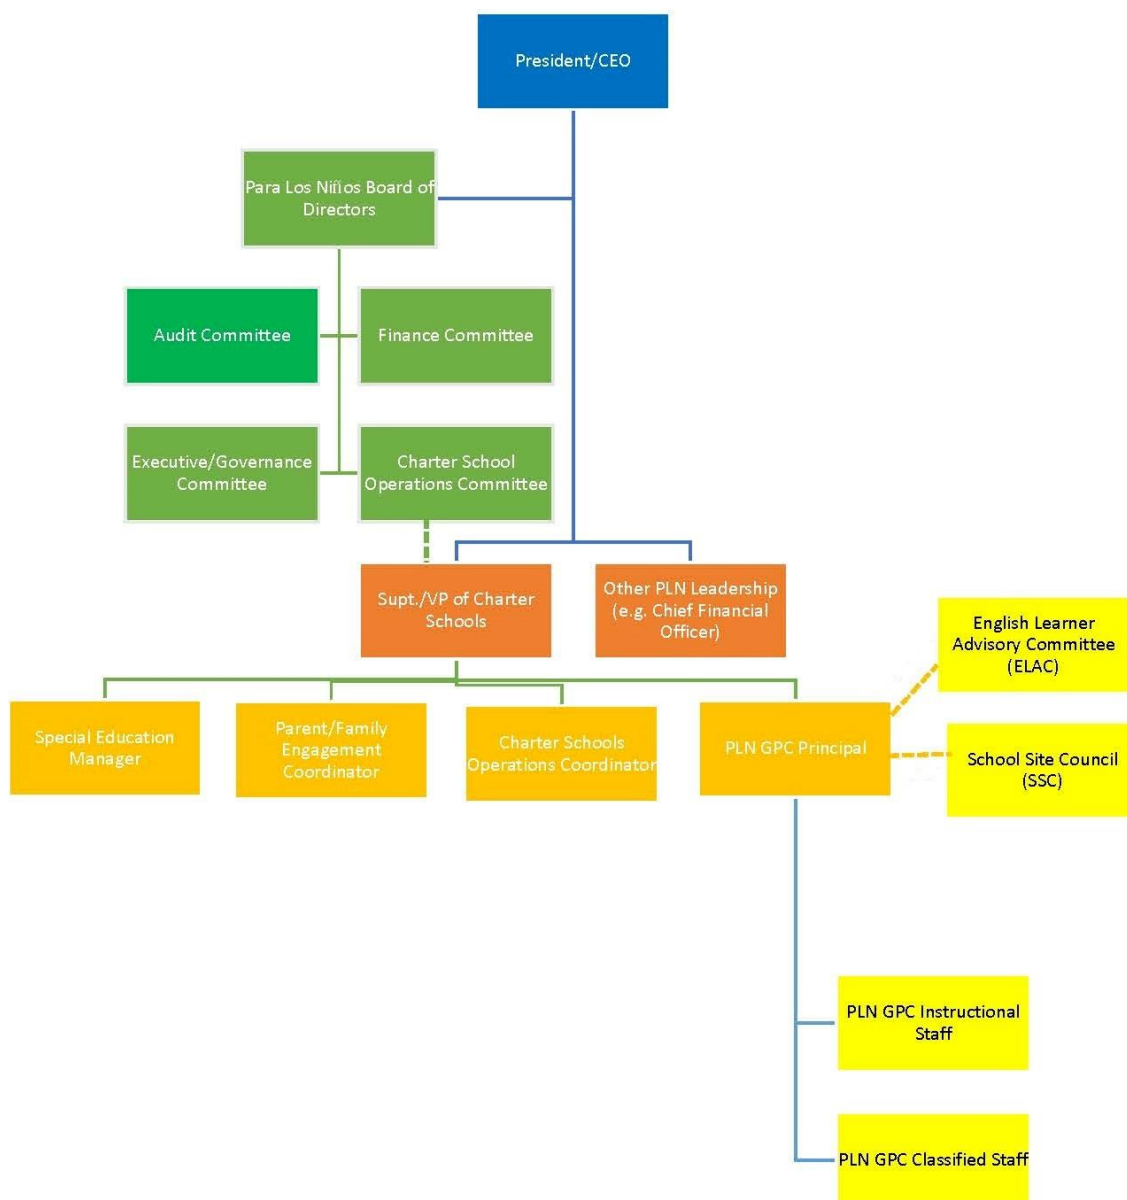 President/CEO
Para Los Niños Board of
Directors
Audit Committee
Finance Committee
Executive/Governance
Committee
Charter School
Operations Committee
Supt./VP of Charter
Schools
Other PLN Leadership
(e.g. Chief Financial
Officer)
English Learner
Advisory Committee
(ELAC)
Special Education
Manager
Parent/Family
Engagement
Coordinator
Charter Schools
Operations Coordinator
PLN GPC Principal
School Site Council
(SSC)
PLN GPC Instructional
Staff
PLN GPC Classified Staff